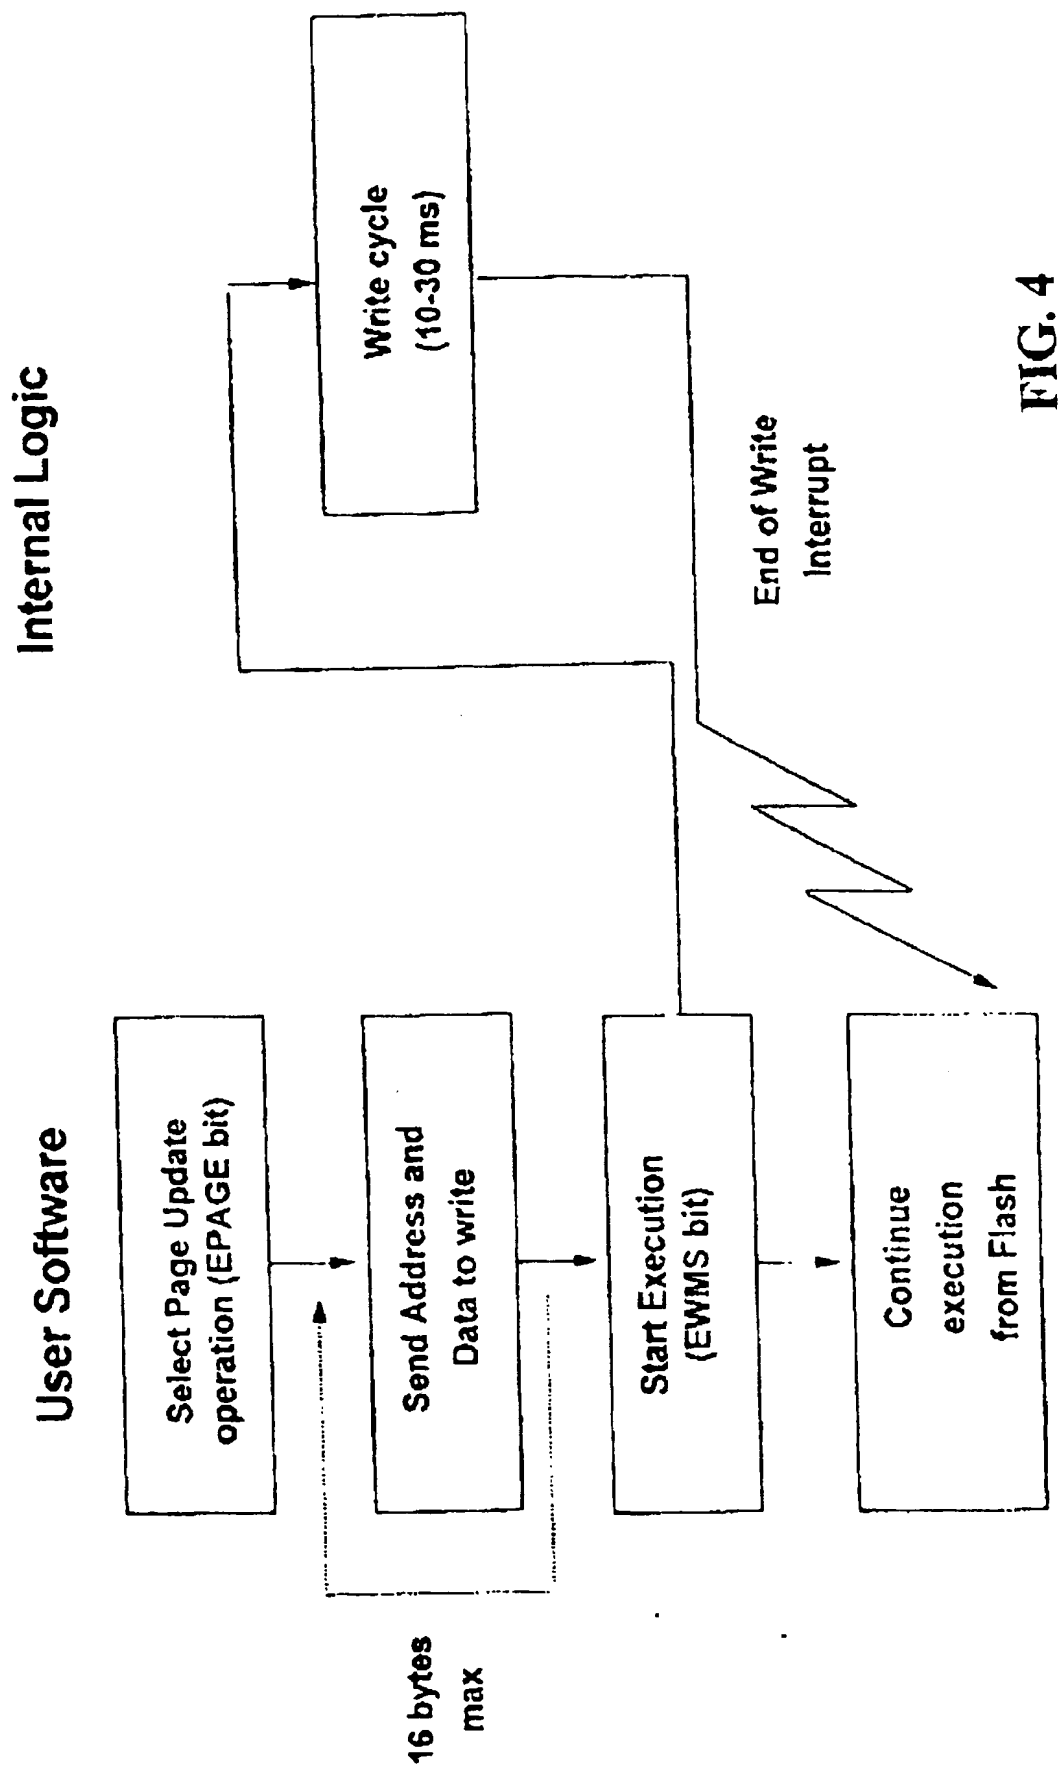 User Software
Internal Logic
Select Page Update
operation (EPAGE bit)
16 bytes
max
Send Address and
Data to write
Start Execution
(EWMS bit)
Continue
execution
from Flash
Write cycle
(10-30 ms)
End of Write
Interrupt
FIG. 4